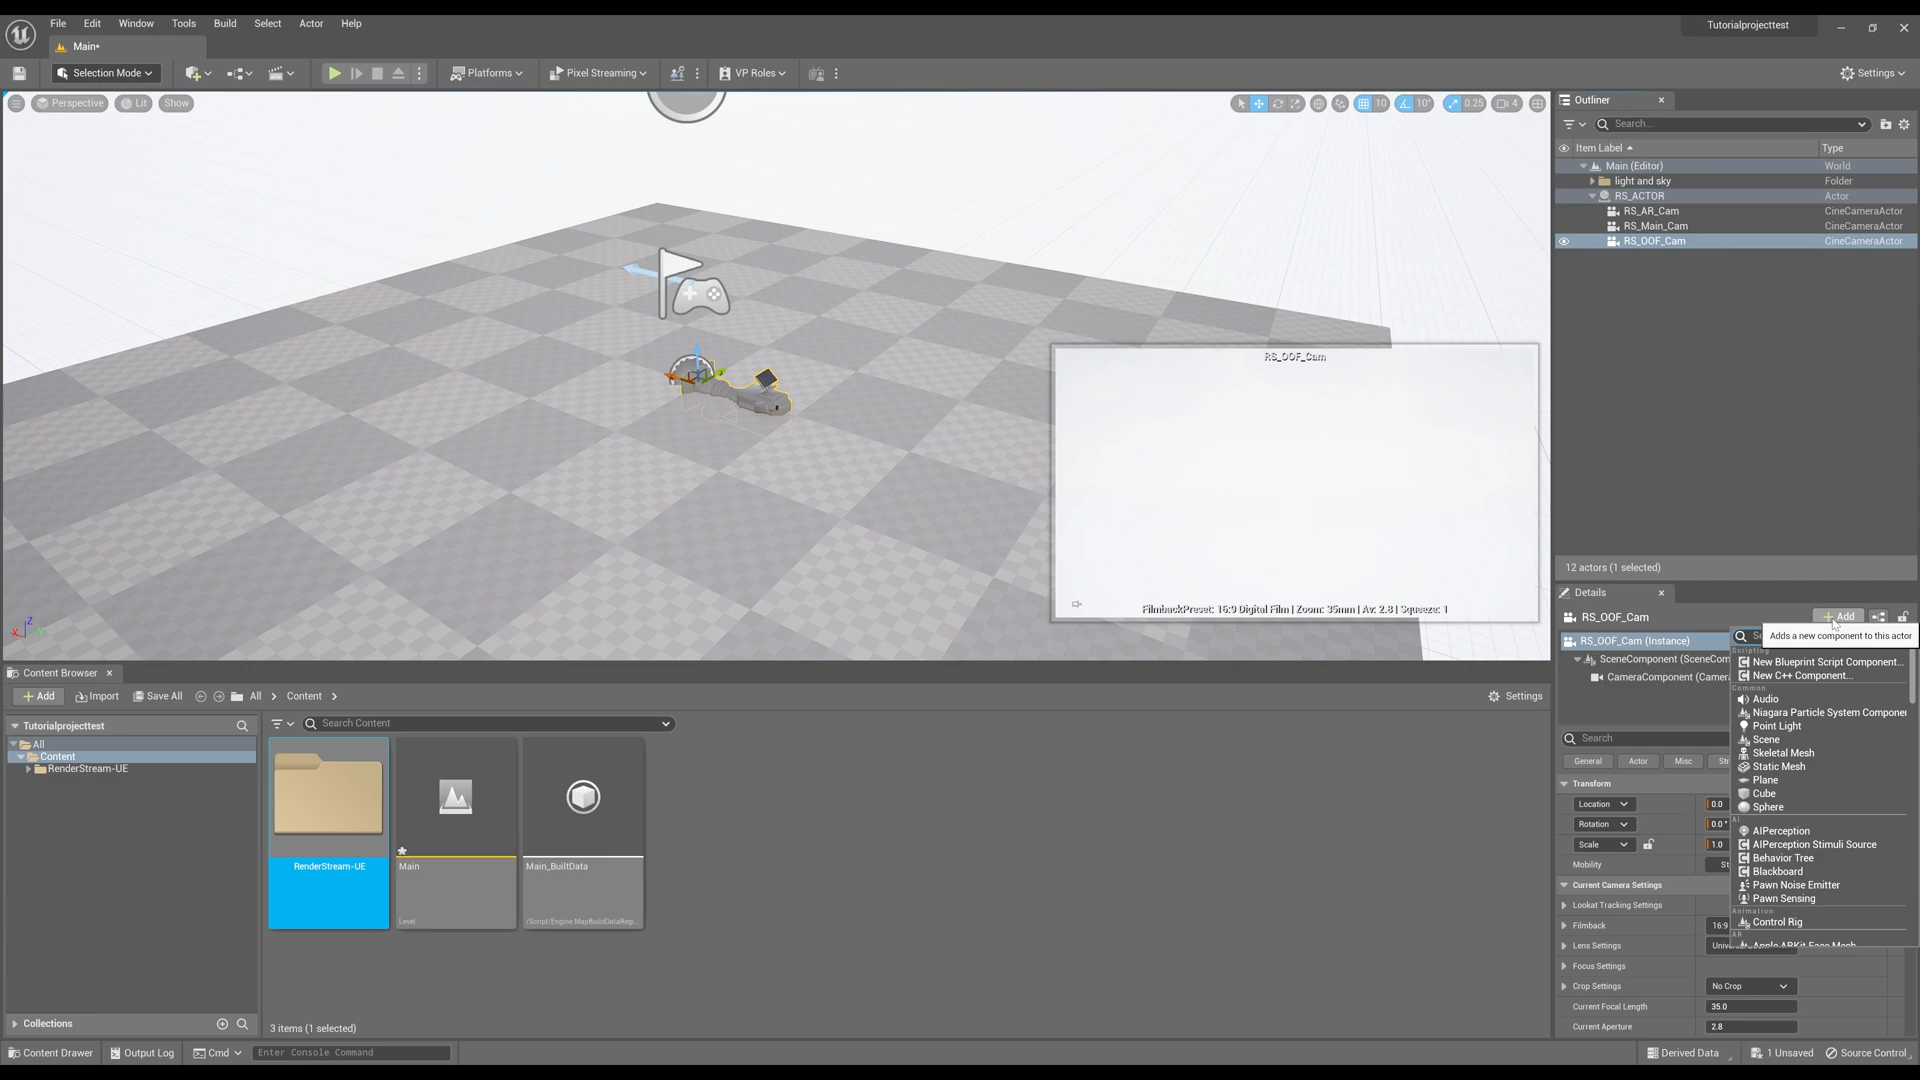 File Edit Window Tools Build Select Actor Help
Tutorialprojecttest
Main*
Selection Mode Platforms Pixel Streaming VP Roles Settings
Perspective Lit Show
10 10° 0.25 4
RS_OOF_Cam
FilmbackPreset: 16:9 Digital Film | Zoom: 35mm | Av: 2.8 | Squeeze: 1
Z X Y
Outliner
Search...
Item Label Type
Main (Editor) World
light and sky Folder
RS_ACTOR Actor
RS_AR_Cam CineCameraActor
RS_Main_Cam CineCameraActor
RS_OOF_Cam CineCameraActor
12 actors (1 selected)
Details
RS_OOF_Cam Add
Adds a new component to this actor
RS_OOF_Cam (Instance)
SceneComponent (SceneCom
CameraComponent (Camera
Search
General Actor Misc Str
Transform
Location 0.0
Rotation 0.0°
Scale 1.0
Mobility St
Current Camera Settings
Lookat Tracking Settings
Filmback 16:9
Lens Settings Univ
Focus Settings
Crop Settings No Crop
Current Focal Length 35.0
Current Aperture 2.8
Se
Scripting
New Blueprint Script Component...
New C++ Component...
Common
Audio
Niagara Particle System Componen
Point Light
Scene
Skeletal Mesh
Static Mesh
Plane
Cube
Sphere
AI
AIPerception
AIPerception Stimuli Source
Behavior Tree
Blackboard
Pawn Noise Emitter
Pawn Sensing
Animation
Control Rig
AR
Apple ARKit Face Mesh
Content Browser
Add Import Save All All Content Settings
Tutorialprojecttest
All
Content
RenderStream-UE
Collections
Search Content
RenderStream-UE
Main
Level
Main_BuiltData
/Script/Engine.MapBuildDataRegi...
3 items (1 selected)
Content Drawer Output Log Cmd Enter Console Command Derived Data 1 Unsaved Source Control